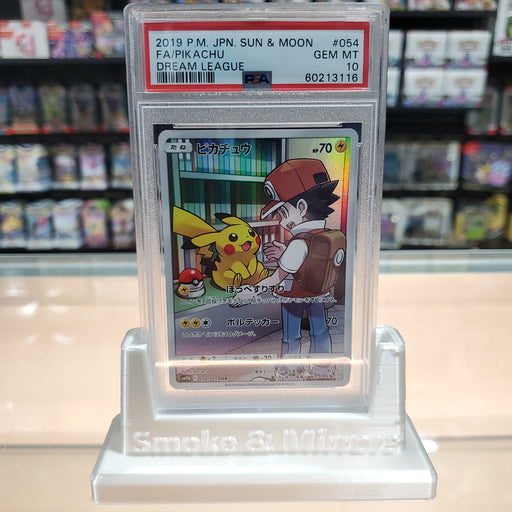 2019 P.M. JPN. SUN & MOON #054
FA/PIKACHU GEM MT
DREAM LEAGUE 10
PSA 60213116
たね ピカチュウ HP70
ほっぺすりすり
ボルテッカー 70
Smoke & Mirrors